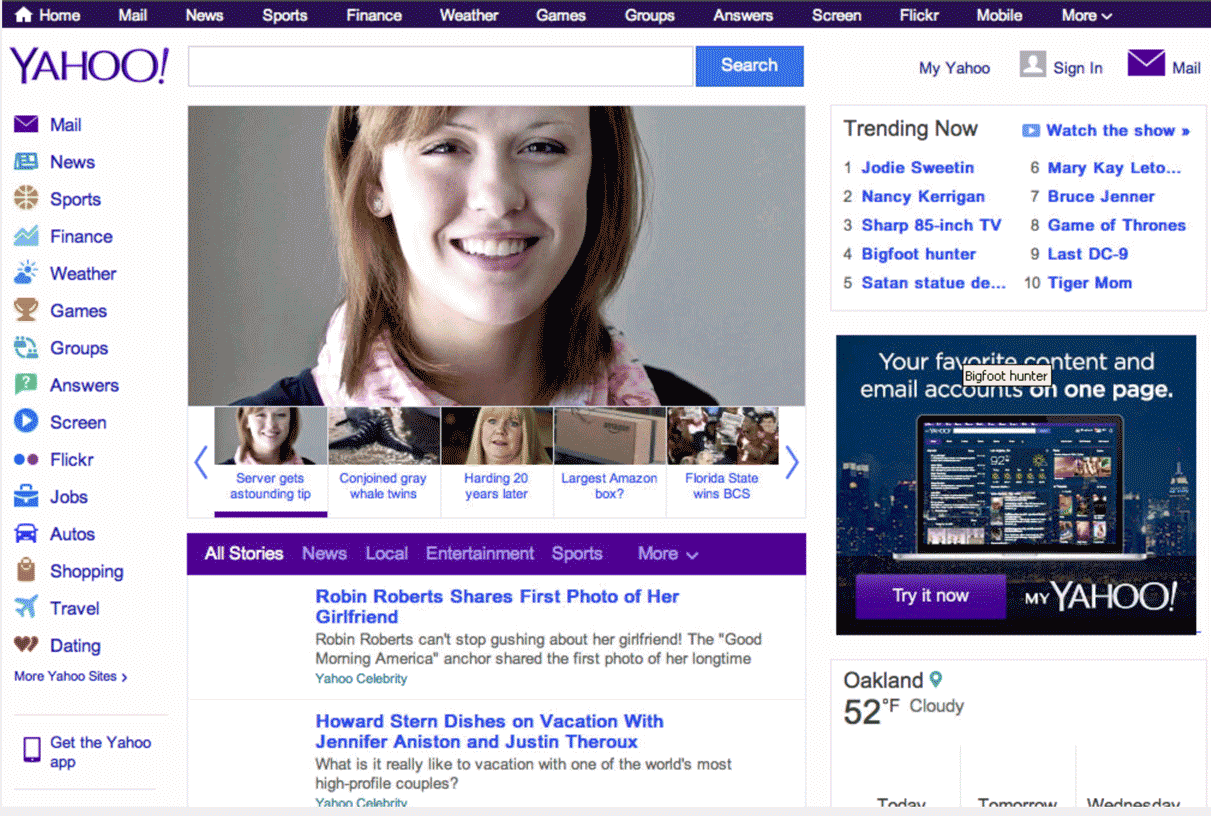 Home Mail News Sports Finance Weather Games Groups Answers Screen Flickr Mobile More
YAHOO!
Search
My Yahoo Sign In Mail
Mail
News
Sports
Finance
Weather
Games
Groups
Answers
Screen
Flickr
Jobs
Autos
Shopping
Travel
Dating
More Yahoo Sites >
Get the Yahoo
app
Server gets
astounding tip
Conjoined gray
whale twins
Harding 20
years later
Largest Amazon
box?
Florida State
wins BCS
All Stories News Local Entertainment Sports More
Robin Roberts Shares First Photo of Her
Girlfriend
Robin Roberts can't stop gushing about her girlfriend! The "Good
Morning America" anchor shared the first photo of her longtime
Yahoo Celebrity
Howard Stern Dishes on Vacation With
Jennifer Aniston and Justin Theroux
What is it really like to vacation with one of the world's most
high-profile couples?
Yahoo Celebrity
Trending Now
Watch the show »
1 Jodie Sweetin
2 Nancy Kerrigan
3 Sharp 85-inch TV
4 Bigfoot hunter
5 Satan statue de...
6 Mary Kay Leto...
7 Bruce Jenner
8 Game of Thrones
9 Last DC-9
10 Tiger Mom
Your favorite content and
Bigfoot hunter
email accounts on one page.
YAHOO!
92°
Try it now
MY YAHOO!
Oakland
52°F Cloudy
Today Tomorrow Wednesday